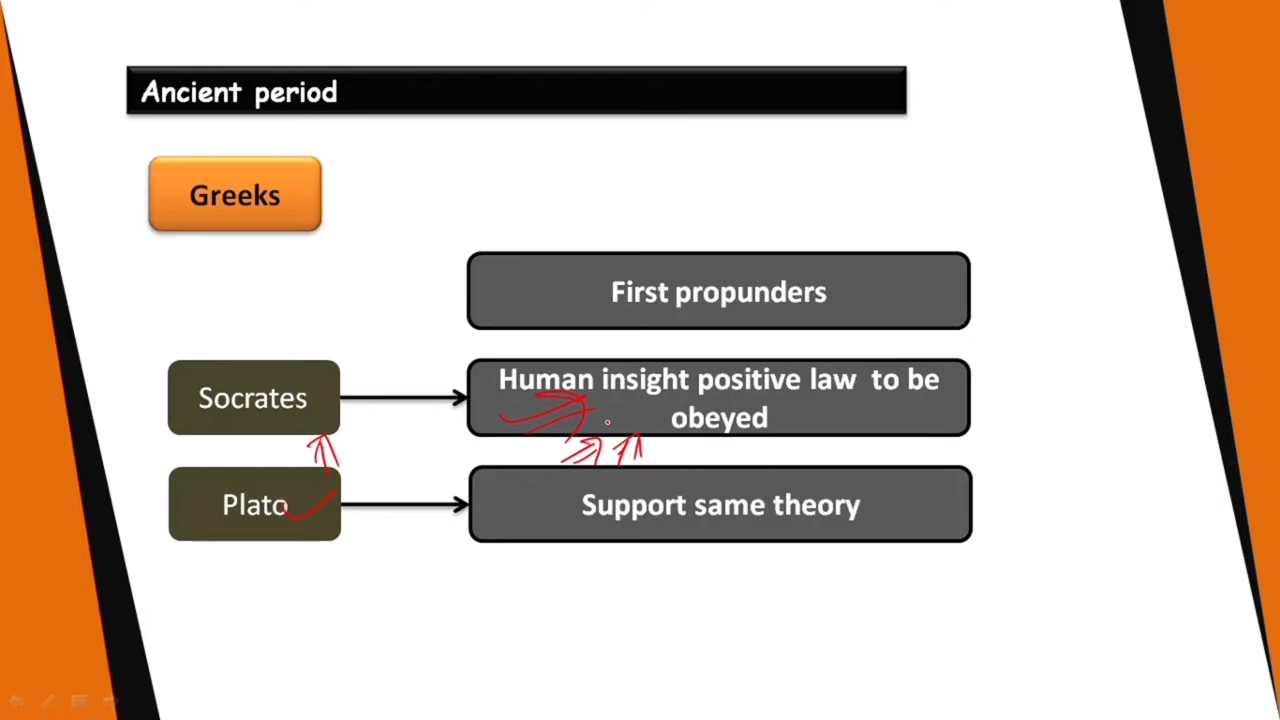 Ancient period
Greeks
First propunders
Socrates
Human insight positive law to be
obeyed
Plato
Support same theory